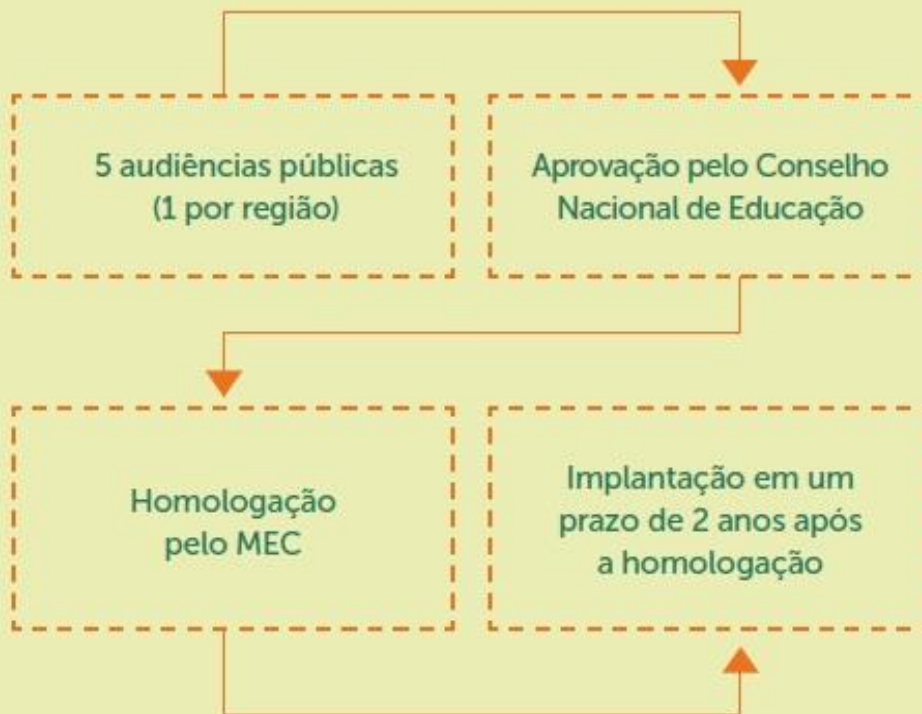 5 audiências públicas
(1 por região)
Aprovação pelo Conselho
Nacional de Educação
Homologação
pelo MEC
Implantação em um
prazo de 2 anos após
a homologação